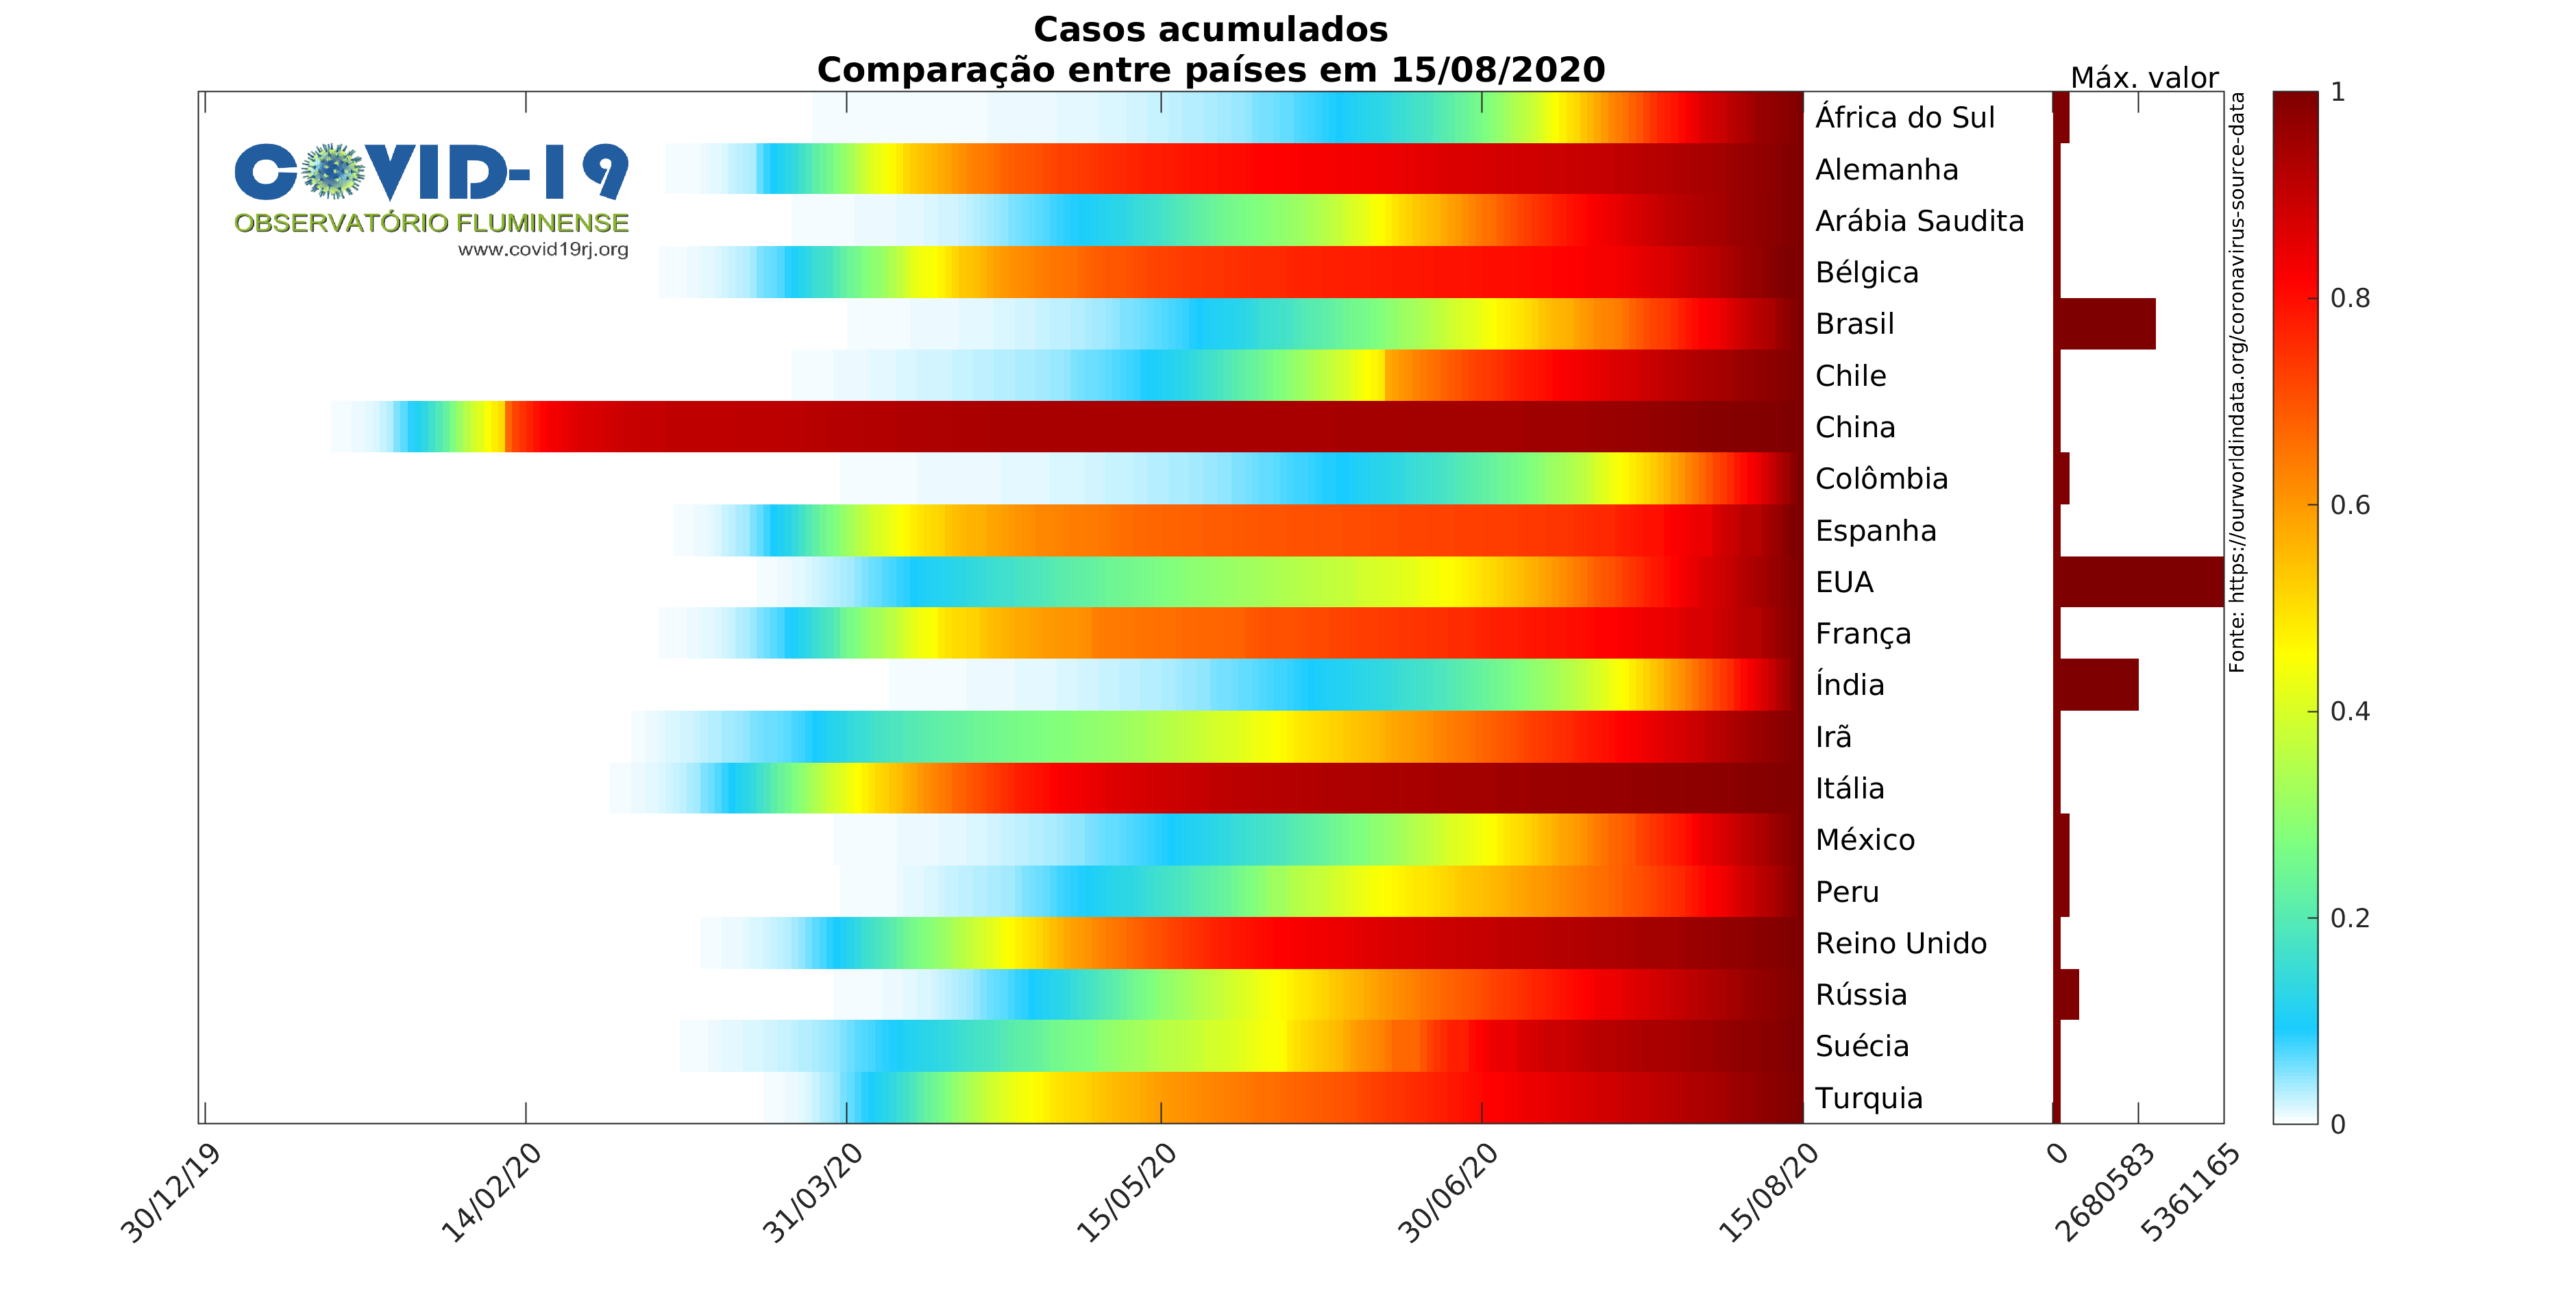 Casos acumulados
Comparação entre países em 15/08/2020
Máx. valor
COVID-19
OBSERVATÓRIO FLUMINENSE
www.covid19rj.org
África do Sul
Alemanha
Arábia Saudita
Bélgica
Brasil
Chile
China
Colômbia
Espanha
EUA
França
Índia
Irã
Itália
México
Peru
Reino Unido
Rússia
Suécia
Turquia
Fonte: https://ourworldindata.org/coronavirus-source-data
1
0.8
0.6
0.4
0.2
0
30/12/19
14/02/20
31/03/20
15/05/20
30/06/20
15/08/20
0
2680583
5361165